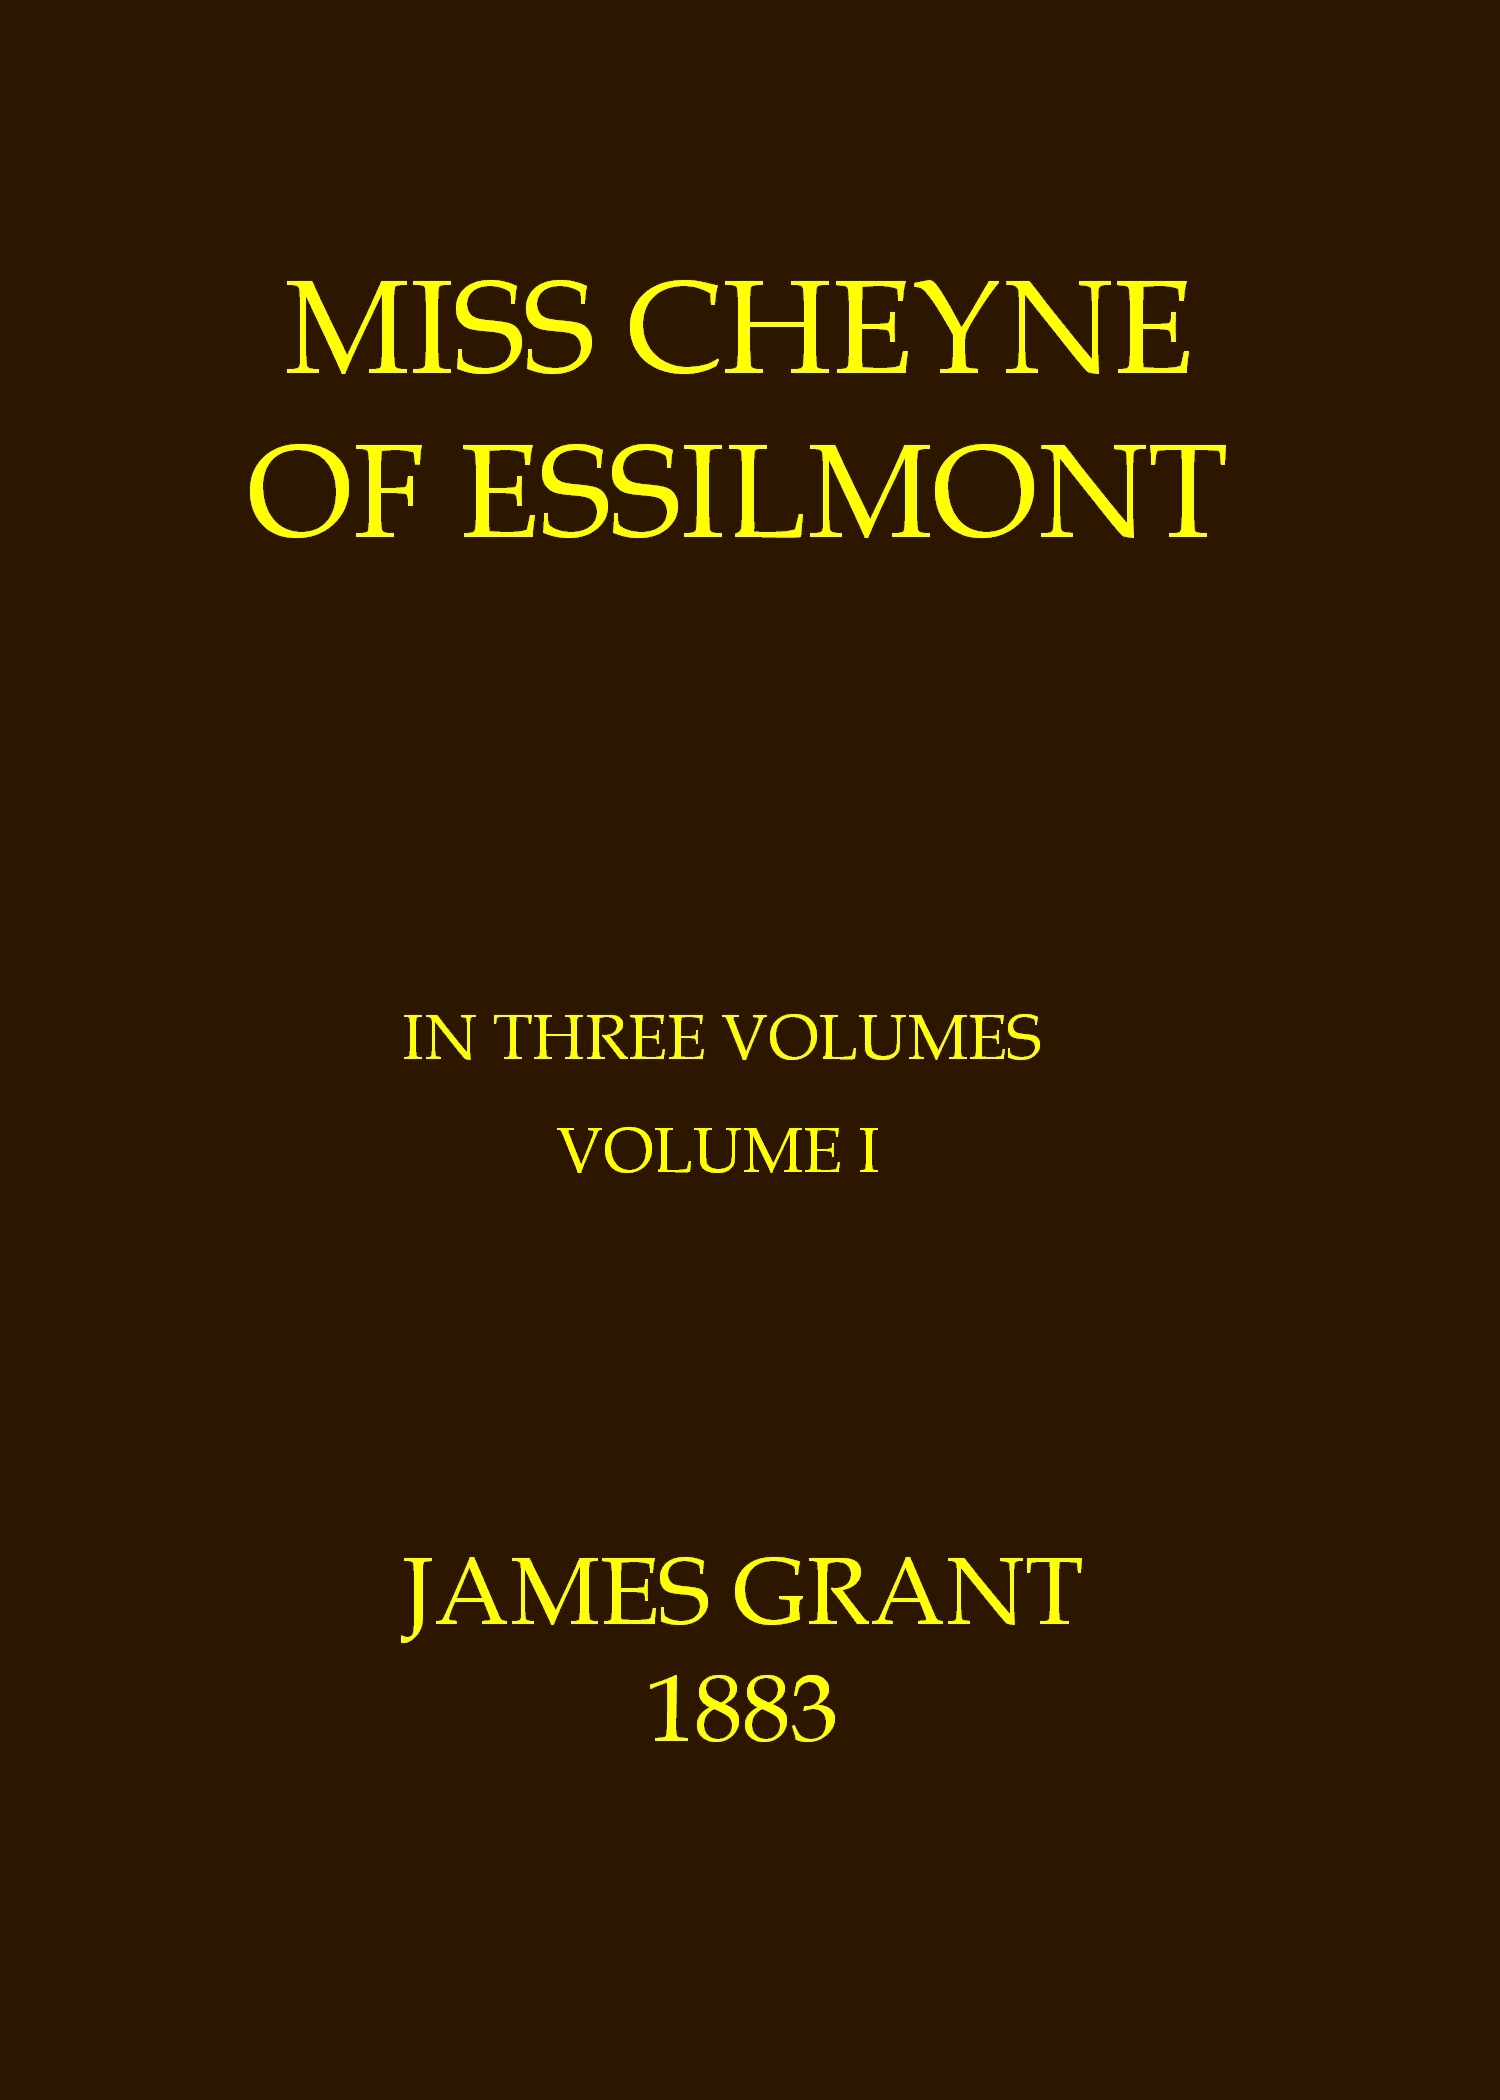 MISS CHEYNE
OF ESSILMONT
IN THREE VOLUMES
VOLUME I
JAMES GRANT
1883